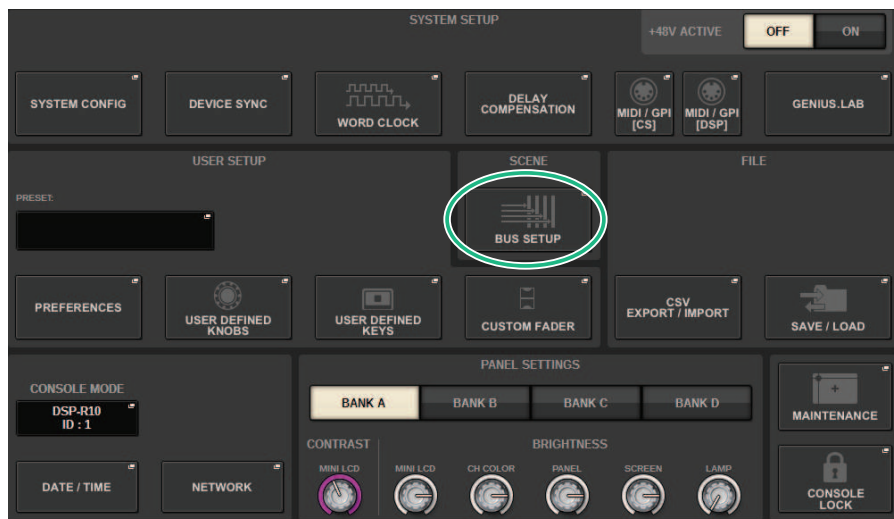 SYSTEM SETUP
+48V ACTIVE
OFF
ON
SYSTEM CONFIG
DEVICE SYNC
WORD CLOCK
DELAY
COMPENSATION
MIDI / GPI
[CS]
MIDI / GPI
[DSP]
GENIUS.LAB
USER SETUP
SCENE
FILE
PRESET:
BUS SETUP
PREFERENCES
USER DEFINED
KNOBS
USER DEFINED
KEYS
CUSTOM FADER
CSV
EXPORT / IMPORT
SAVE / LOAD
CONSOLE MODE
DSP-R10
ID : 1
PANEL SETTINGS
BANK A
BANK B
BANK C
BANK D
MAINTENANCE
CONTRAST
BRIGHTNESS
MINI LCD
MINI LCD
CH COLOR
PANEL
SCREEN
LAMP
DATE / TIME
NETWORK
CONSOLE
LOCK